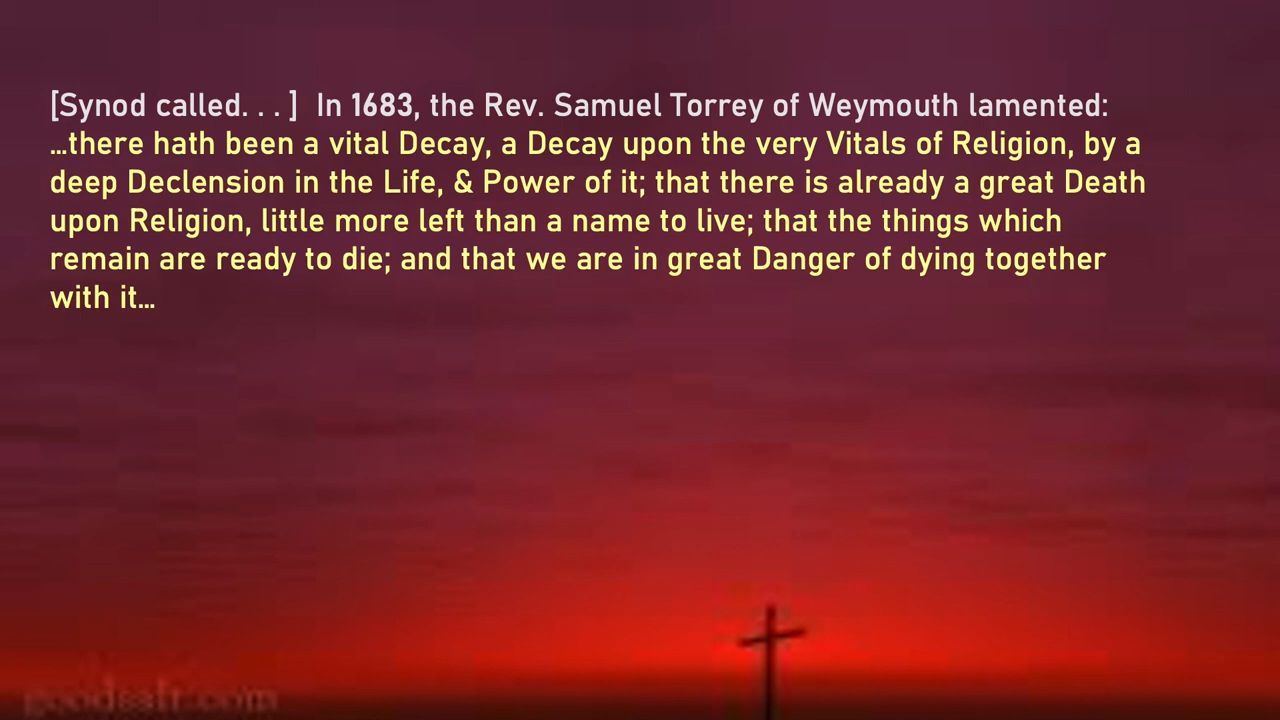 [Synod called. . . ]  In 1683, the Rev. Samuel Torrey of Weymouth lamented:
...there hath been a vital Decay, a Decay upon the very Vitals of Religion, by a
deep Declension in the Life, & Power of it; that there is already a great Death
upon Religion, little more left than a name to live; that the things which
remain are ready to die; and that we are in great Danger of dying together
with it...
goodsalt.com